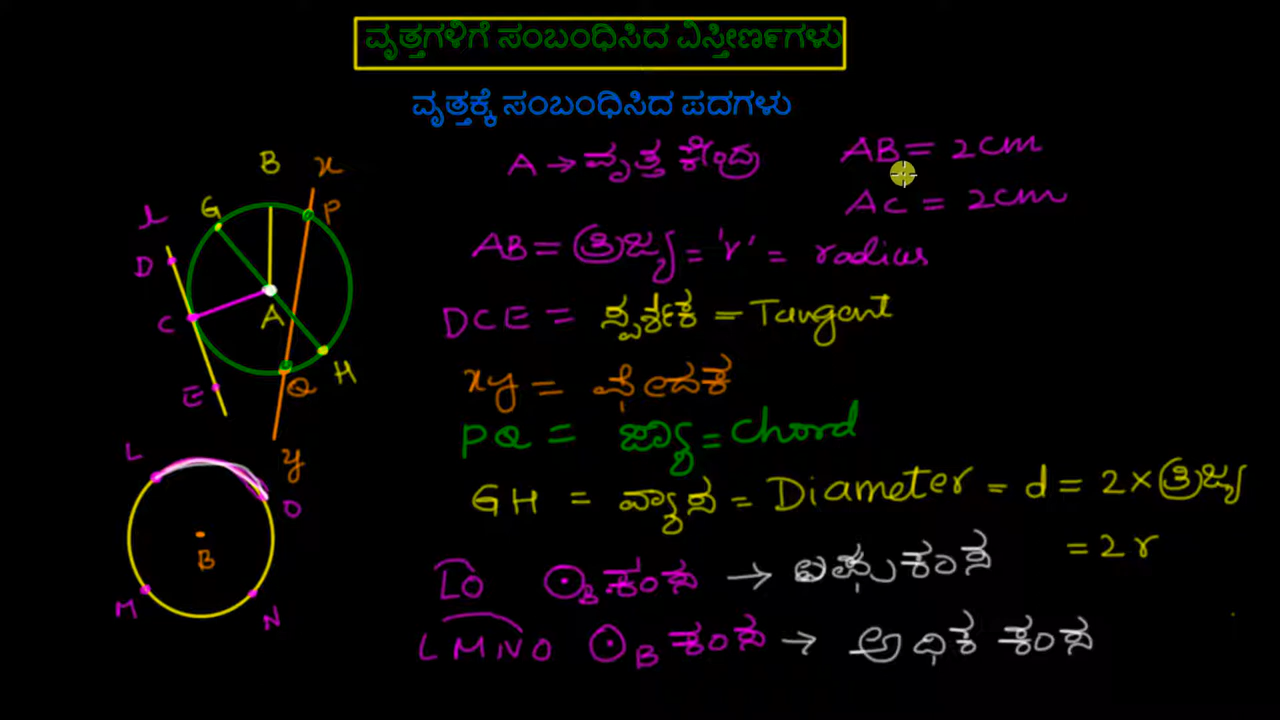 ವೃತ್ತಗಳಿಗೆ ಸಂಬಂಧಿಸಿದ ವಿಸ್ತೀರ್ಣಗಳು
ವೃತ್ತಕ್ಕೆ ಸಂಬಂಧಿಸಿದ ಪದಗಳು
A → ವೃತ್ತ ಕೇಂದ್ರ
AB = 2cm
AC = 2cm
AB = ತ್ರಿಜ್ಯ = 'r' = radius
DCE = ಸ್ಪರ್ಶಕ = Tangent
xy = ಛೇದಕ
PQ = ಜ್ಯಾ = chord
GH = ವ್ಯಾಸ = Diameter = d = 2×ತ್ರಿಜ್ಯ
= 2r
LO ⊙B ಕಂಸ → ಲಘು ಕಂಸ
LMNO ⊙B ಕಂಸ → ಅಧಿಕ ಕಂಸ
B
x
G
P
l
D
C
A
E
Q
H
y
L
O
B
M
N